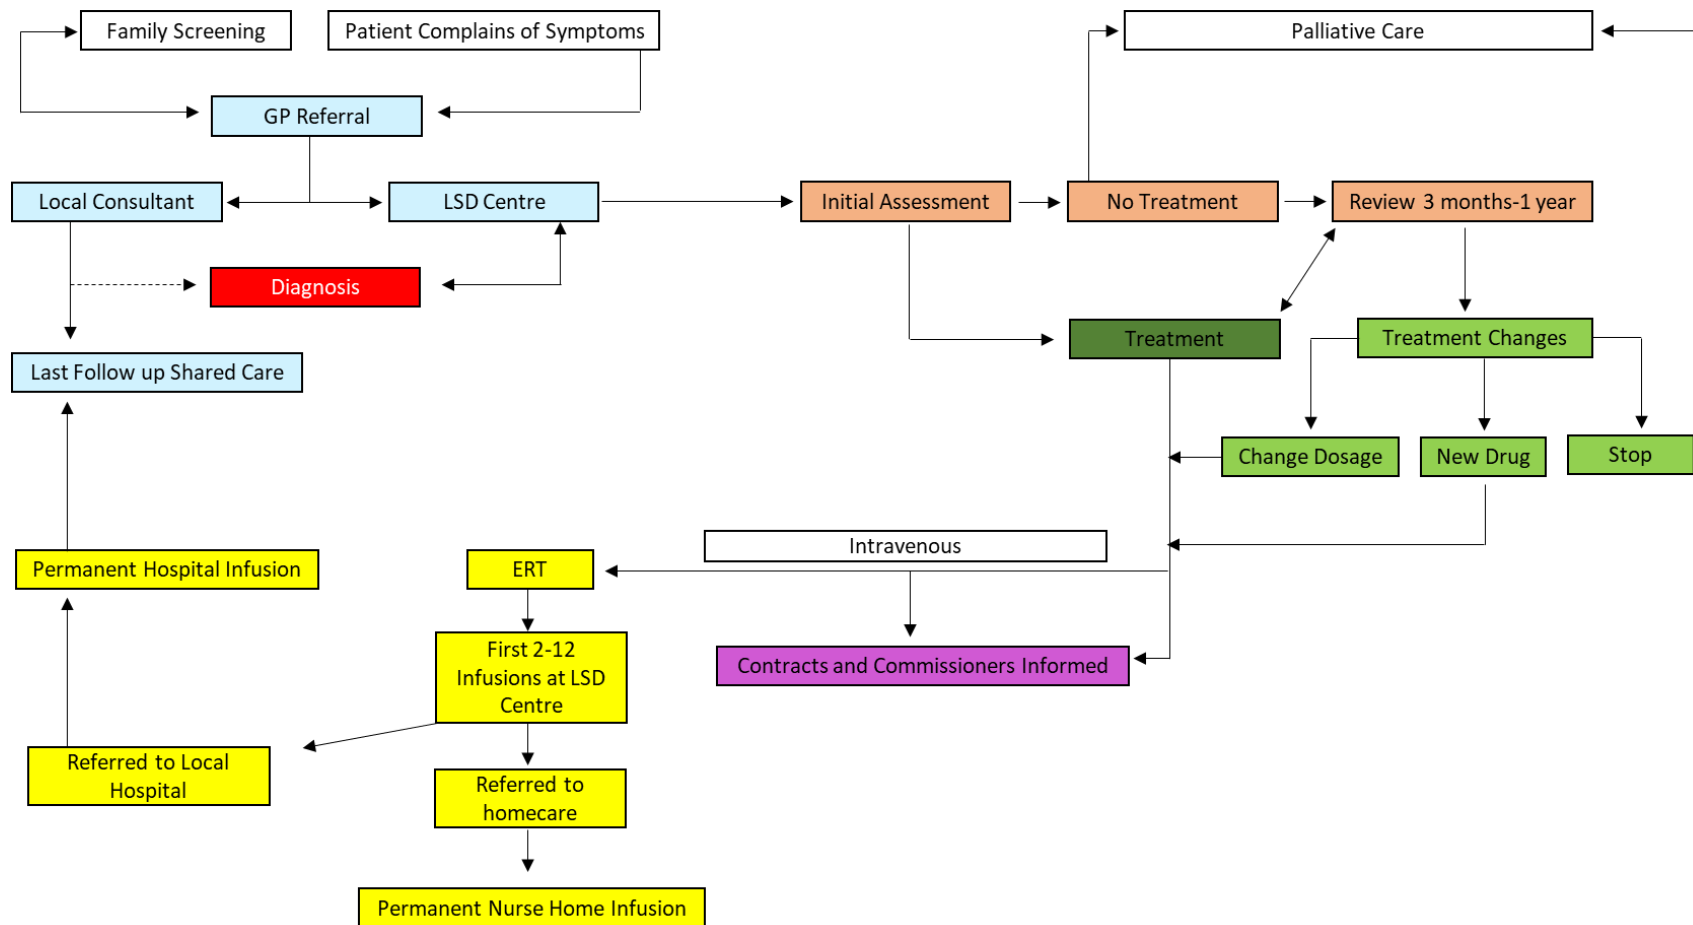 Family Screening
Patient Complains of Symptoms
Palliative Care
GP Referral
Local Consultant
LSD Centre
Initial Assessment
No Treatment
Review 3 months-1 year
Diagnosis
Treatment
Treatment Changes
Last Follow up Shared Care
Change Dosage
New Drug
Stop
Intravenous
Permanent Hospital Infusion
ERT
First 2-12
Infusions at LSD
Centre
Contracts and Commissioners Informed
Referred to Local
Hospital
Referred to
homecare
Permanent Nurse Home Infusion